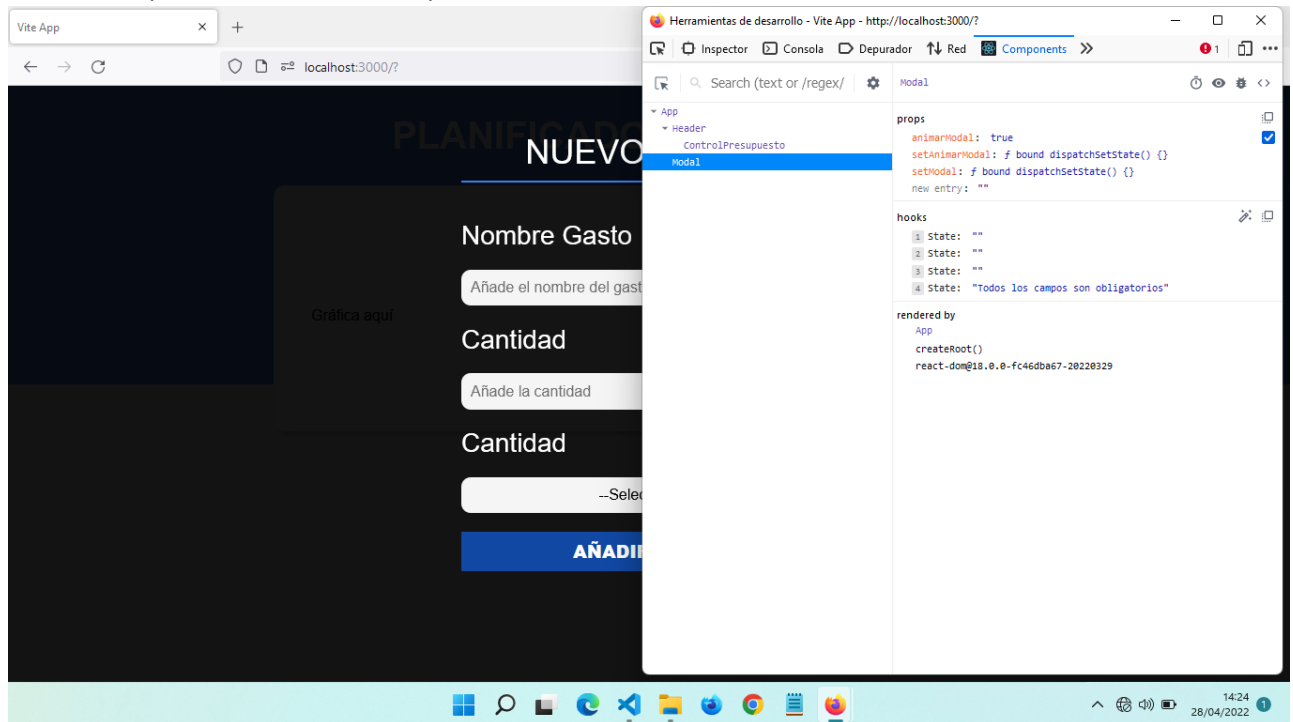 Vite App × +
localhost:3000/?
PLANIFICADO
NUEVO
Gráfica aquí
Nombre Gasto
Añade el nombre del gast
Cantidad
Añade la cantidad
Cantidad
--Selec
AÑADI
Herramientas de desarrollo - Vite App - http://localhost:3000/?
Inspector Consola Depurador Red Components 1
Search (text or /regex/
App
Header
ControlPresupuesto
Modal
Modal
props
animarModal: true
setAnimarModal: ƒ bound dispatchSetState() {}
setModal: ƒ bound dispatchSetState() {}
new entry: ""
hooks
1 State: ""
2 State: ""
3 State: ""
4 State: "Todos los campos son obligatorios"
rendered by
App
createRoot()
react-dom@18.0.0-fc46dba67-20220329
14:24
28/04/2022 1